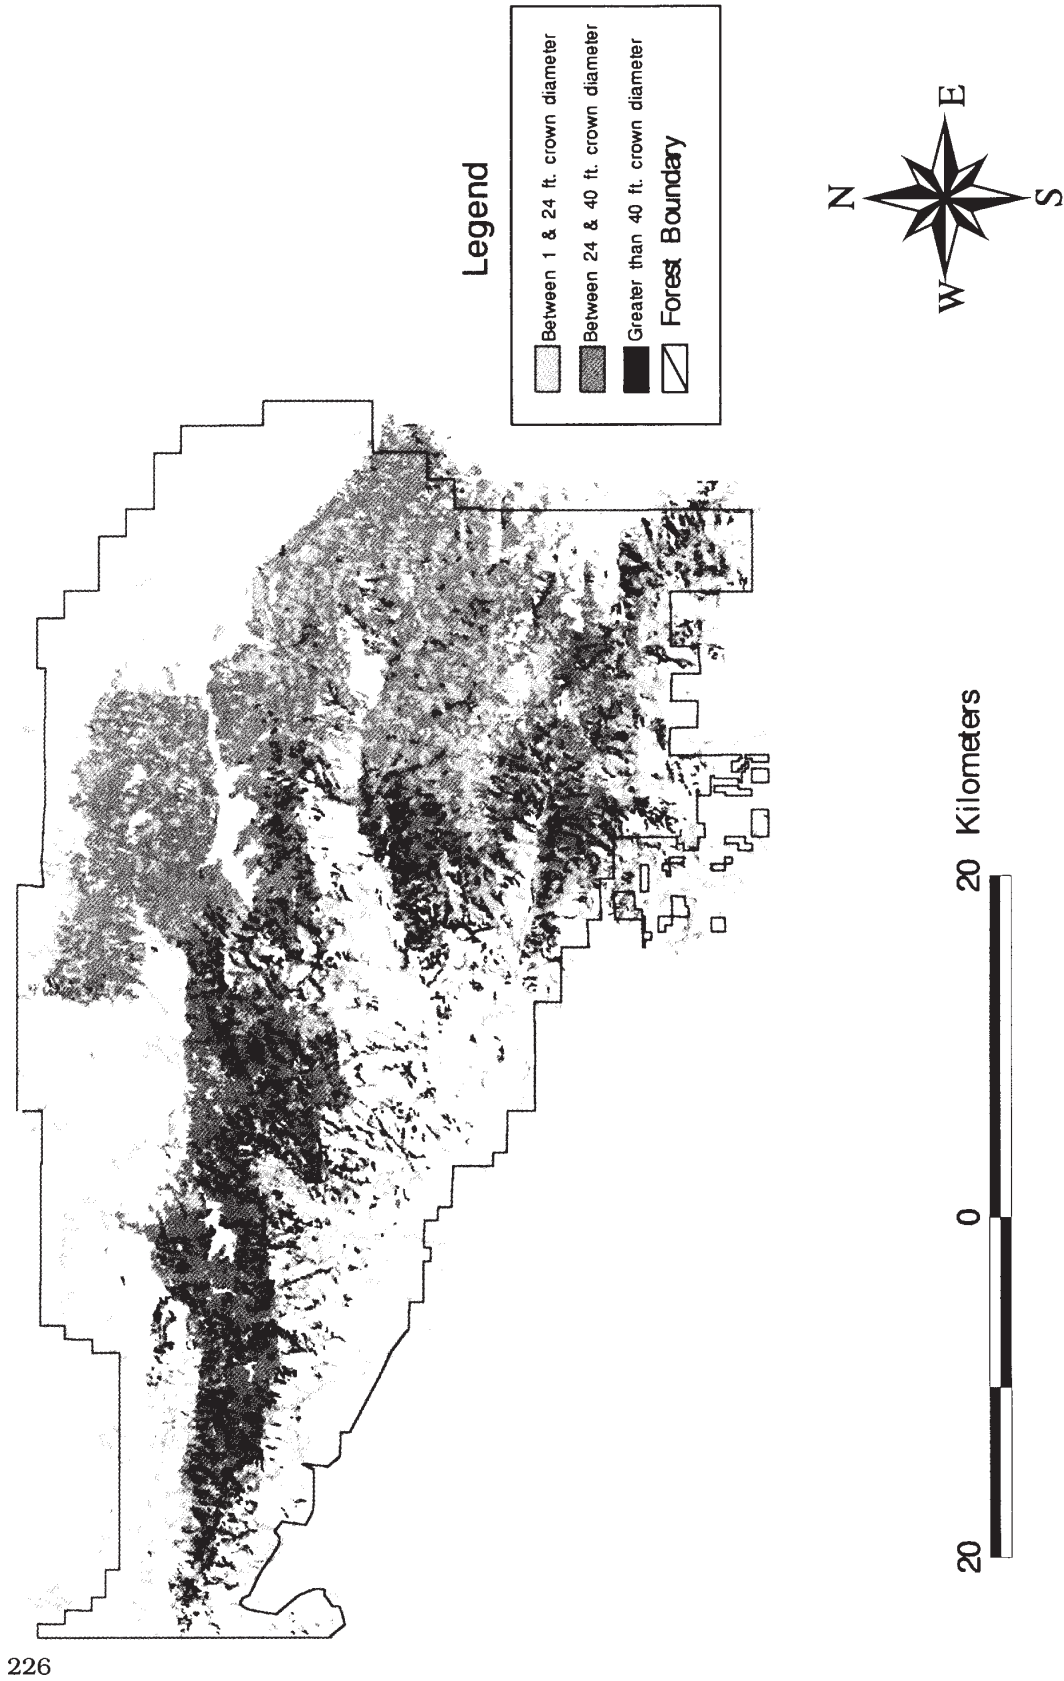 Legend
Between 1 & 24 ft. crown diameter
Between 24 & 40 ft. crown diameter
Greater than 40 ft. crown diameter
Forest Boundary
N
W
E
S
20
0
20 Kilometers
226